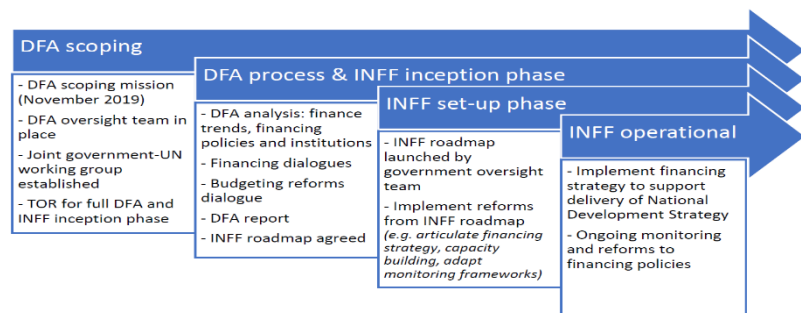 DFA scoping
- DFA scoping mission
(November 2019)
- DFA oversight team in
place
- Joint government-UN
working group
established
- TOR for full DFA and
INFF inception phase
DFA process & INFF inception phase
- DFA analysis: finance
trends, financing
policies and institutions
- Financing dialogues
- Budgeting reforms
dialogue
- DFA report
- INFF roadmap agreed
INFF set-up phase
- INFF roadmap
launched by
government oversight
team
- Implement reforms
from INFF roadmap
(e.g. articulate financing
strategy, capacity
building, adapt
monitoring frameworks)
INFF operational
- Implement financing
strategy to support
delivery of National
Development Strategy
- Ongoing monitoring
and reforms to
financing policies